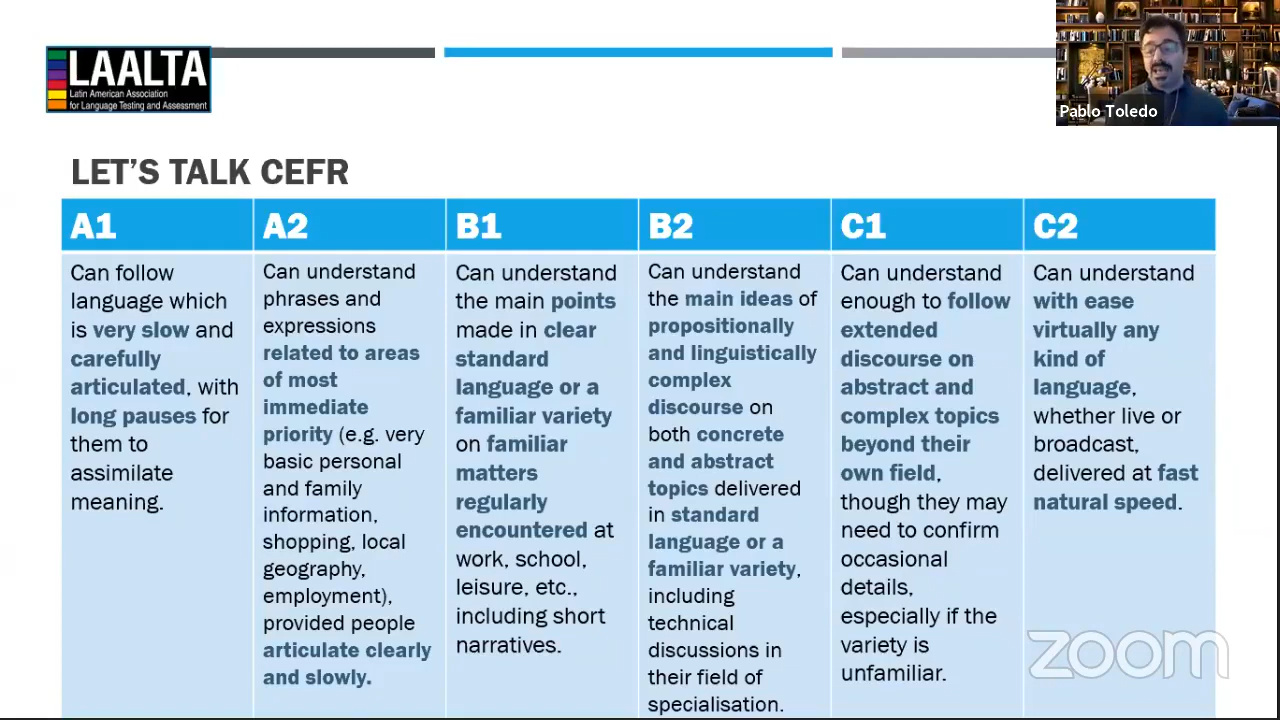 LAALTA
Latin American Association
for Language Testing and Assessment
Pablo Toledo
LET'S TALK CEFR
A1
Can follow
language which
is very slow and
carefully
articulated, with
long pauses for
them to
assimilate
meaning.
A2
Can understand
phrases and
expressions
related to areas
of most
immediate
priority (e.g. very
basic personal
and family
information,
shopping, local
geography,
employment),
provided people
articulate clearly
and slowly.
B1
Can understand
the main points
made in clear
standard
language or a
familiar variety
on familiar
matters
regularly
encountered at
work, school,
leisure, etc.,
including short
narratives.
B2
Can understand
the main ideas of
propositionally
and linguistically
complex
discourse on
both concrete
and abstract
topics delivered
in standard
language or a
familiar variety,
including
technical
discussions in
their field of
specialisation.
C1
Can understand
enough to follow
extended
discourse on
abstract and
complex topics
beyond their
own field,
though they may
need to confirm
occasional
details,
especially if the
variety is
unfamiliar.
C2
Can understand
with ease
virtually any
kind of
language,
whether live or
broadcast,
delivered at fast
natural speed.
zoom